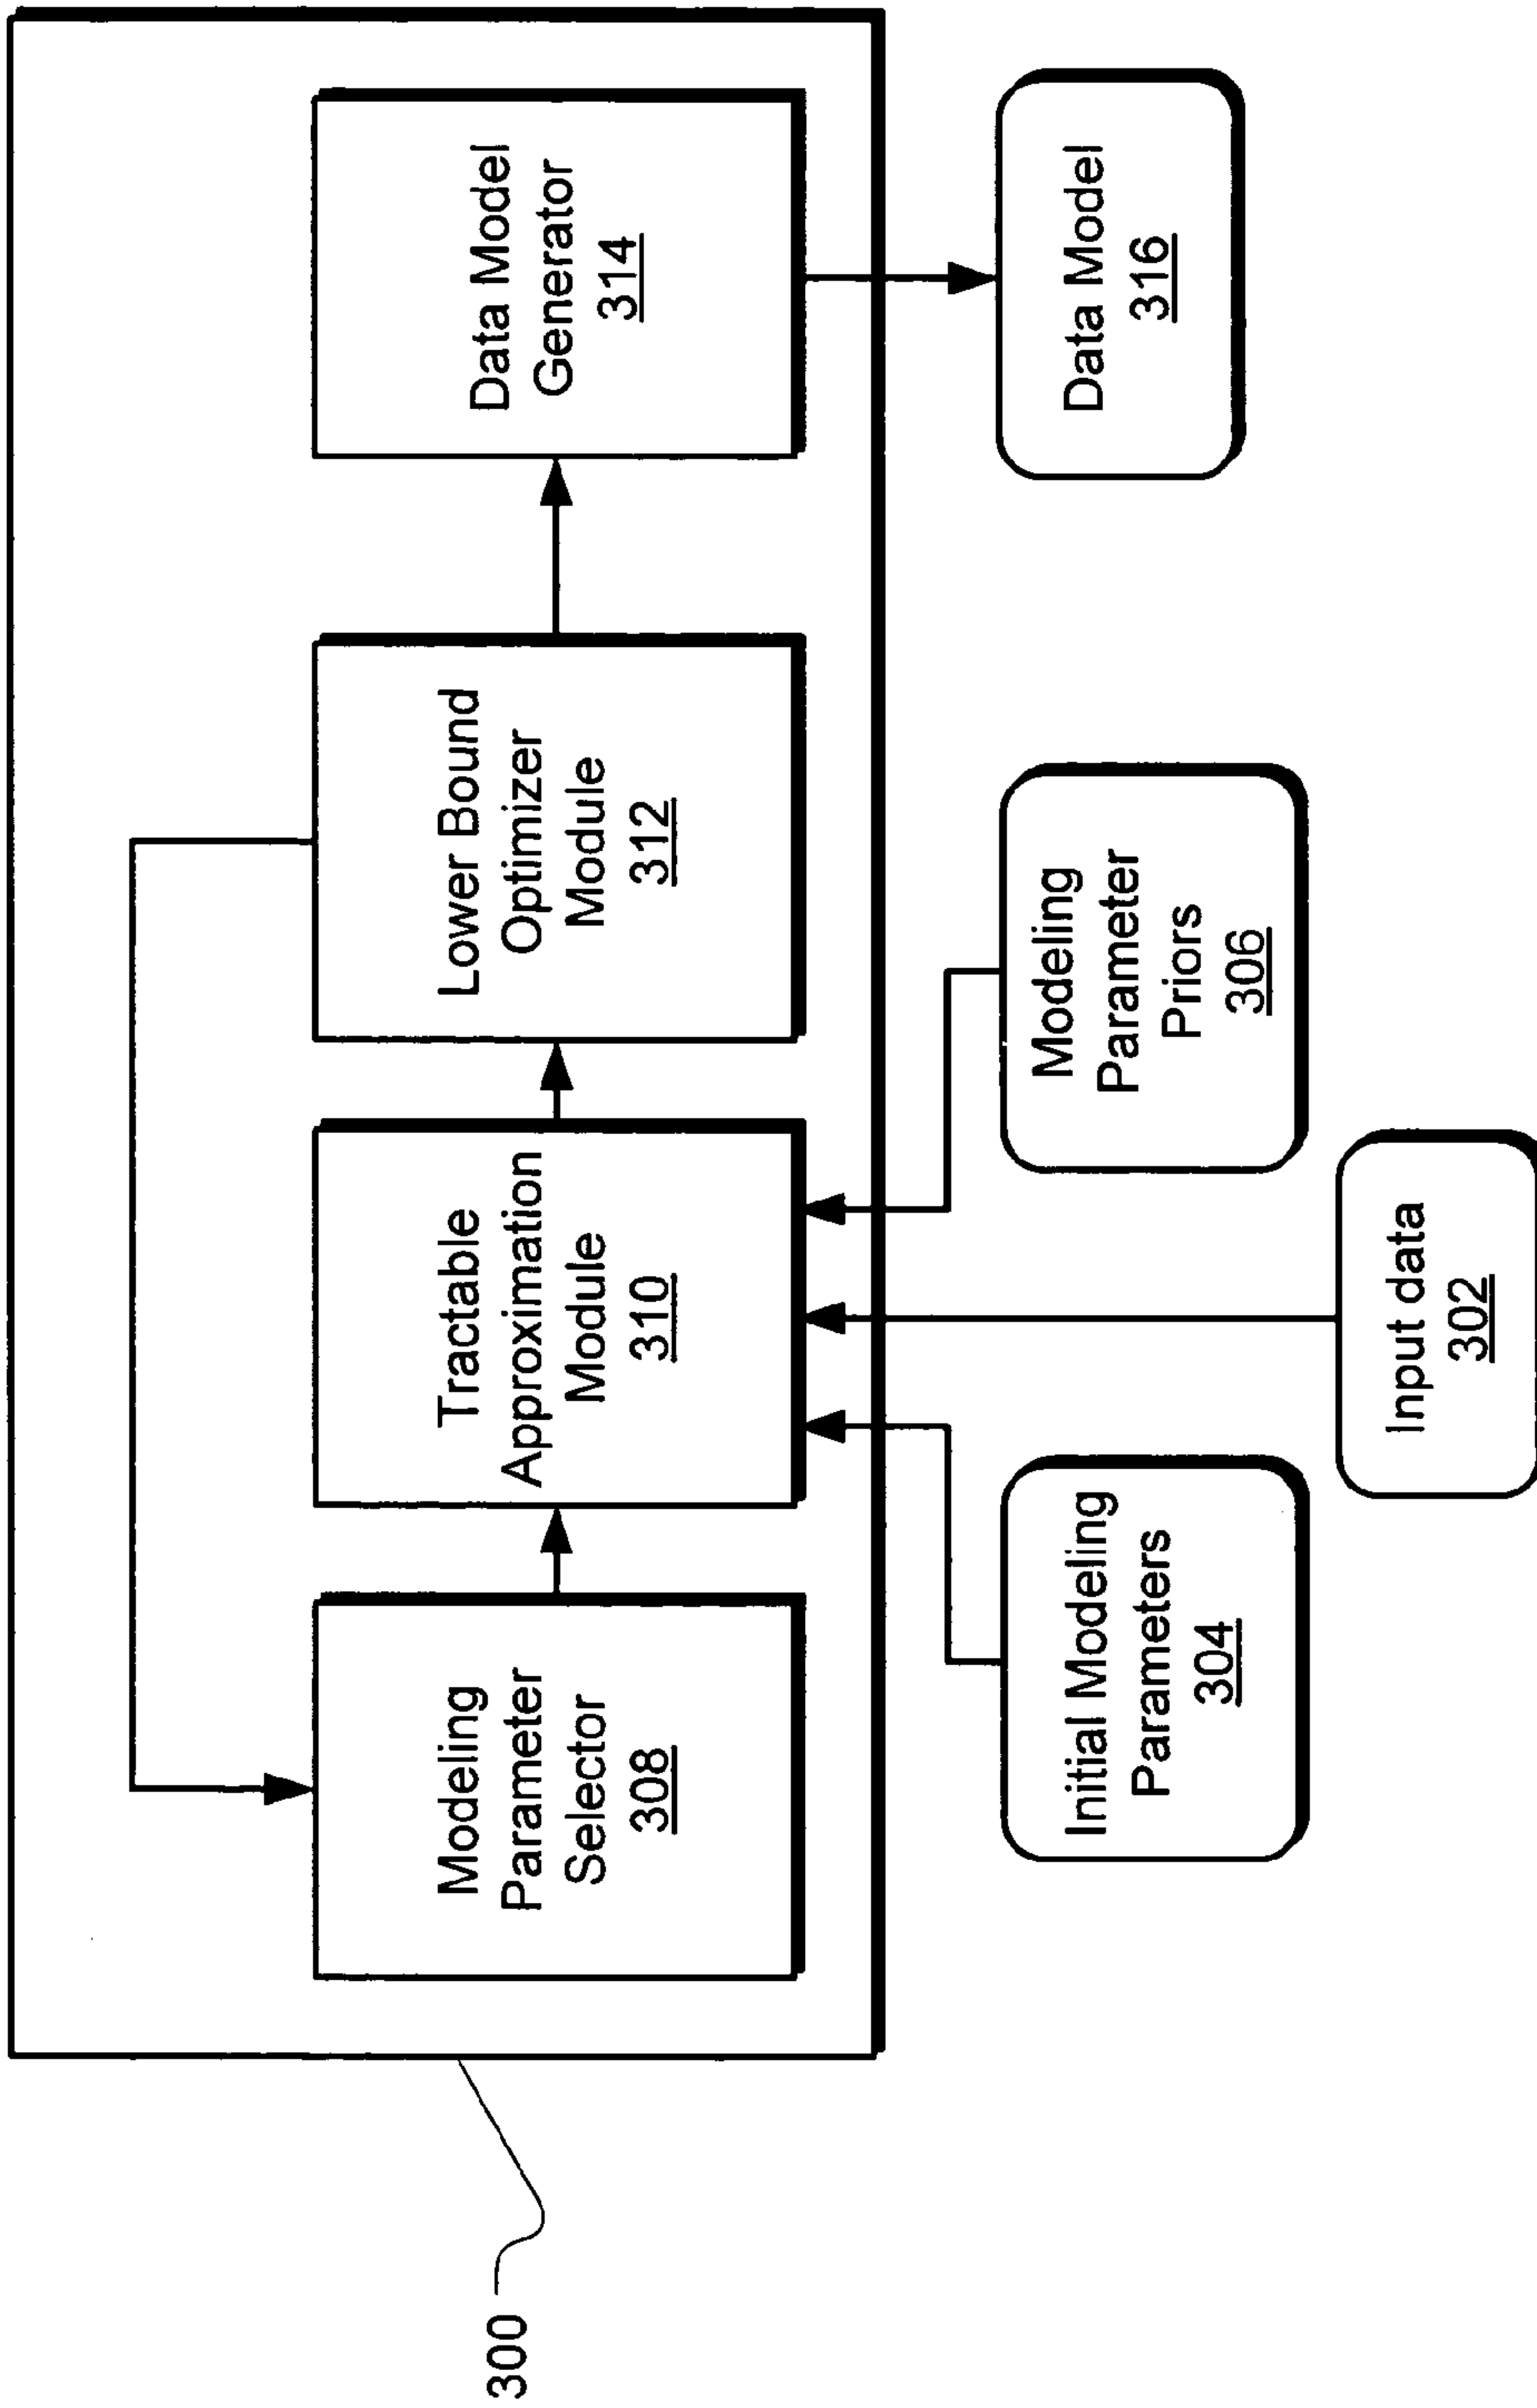 300
Modeling
Parameter
Selector
308
Tractable
Approximation
Module
310
Lower Bound
Optimizer
Module
312
Data Model
Generator
314
Initial Modeling
Parameters
304
Input data
302
Modeling
Parameter
Priors
306
Data Model
316